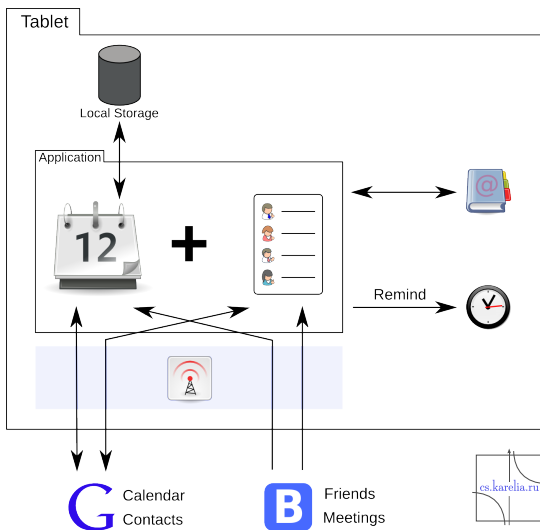 Tablet
Local Storage
Application
12
@
Remind
G
Calendar
Contacts
B
Friends
Meetings
cs.karelia.ru